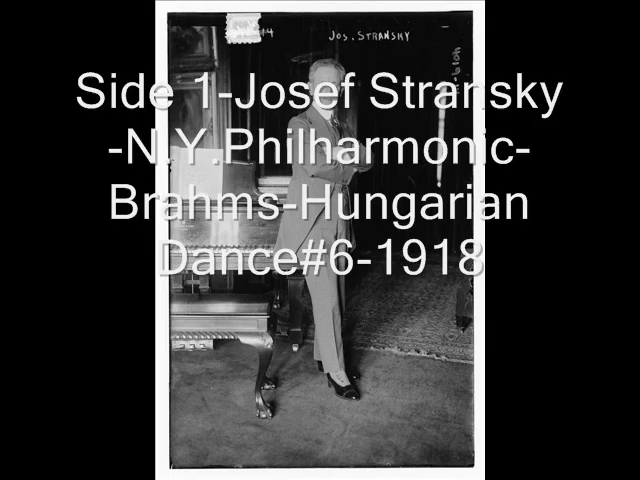 JOS. STRANSKY
Side 1-Josef Stransky
-N.Y.Philharmonic-
Brahms-Hungarian
Dance#6-1918